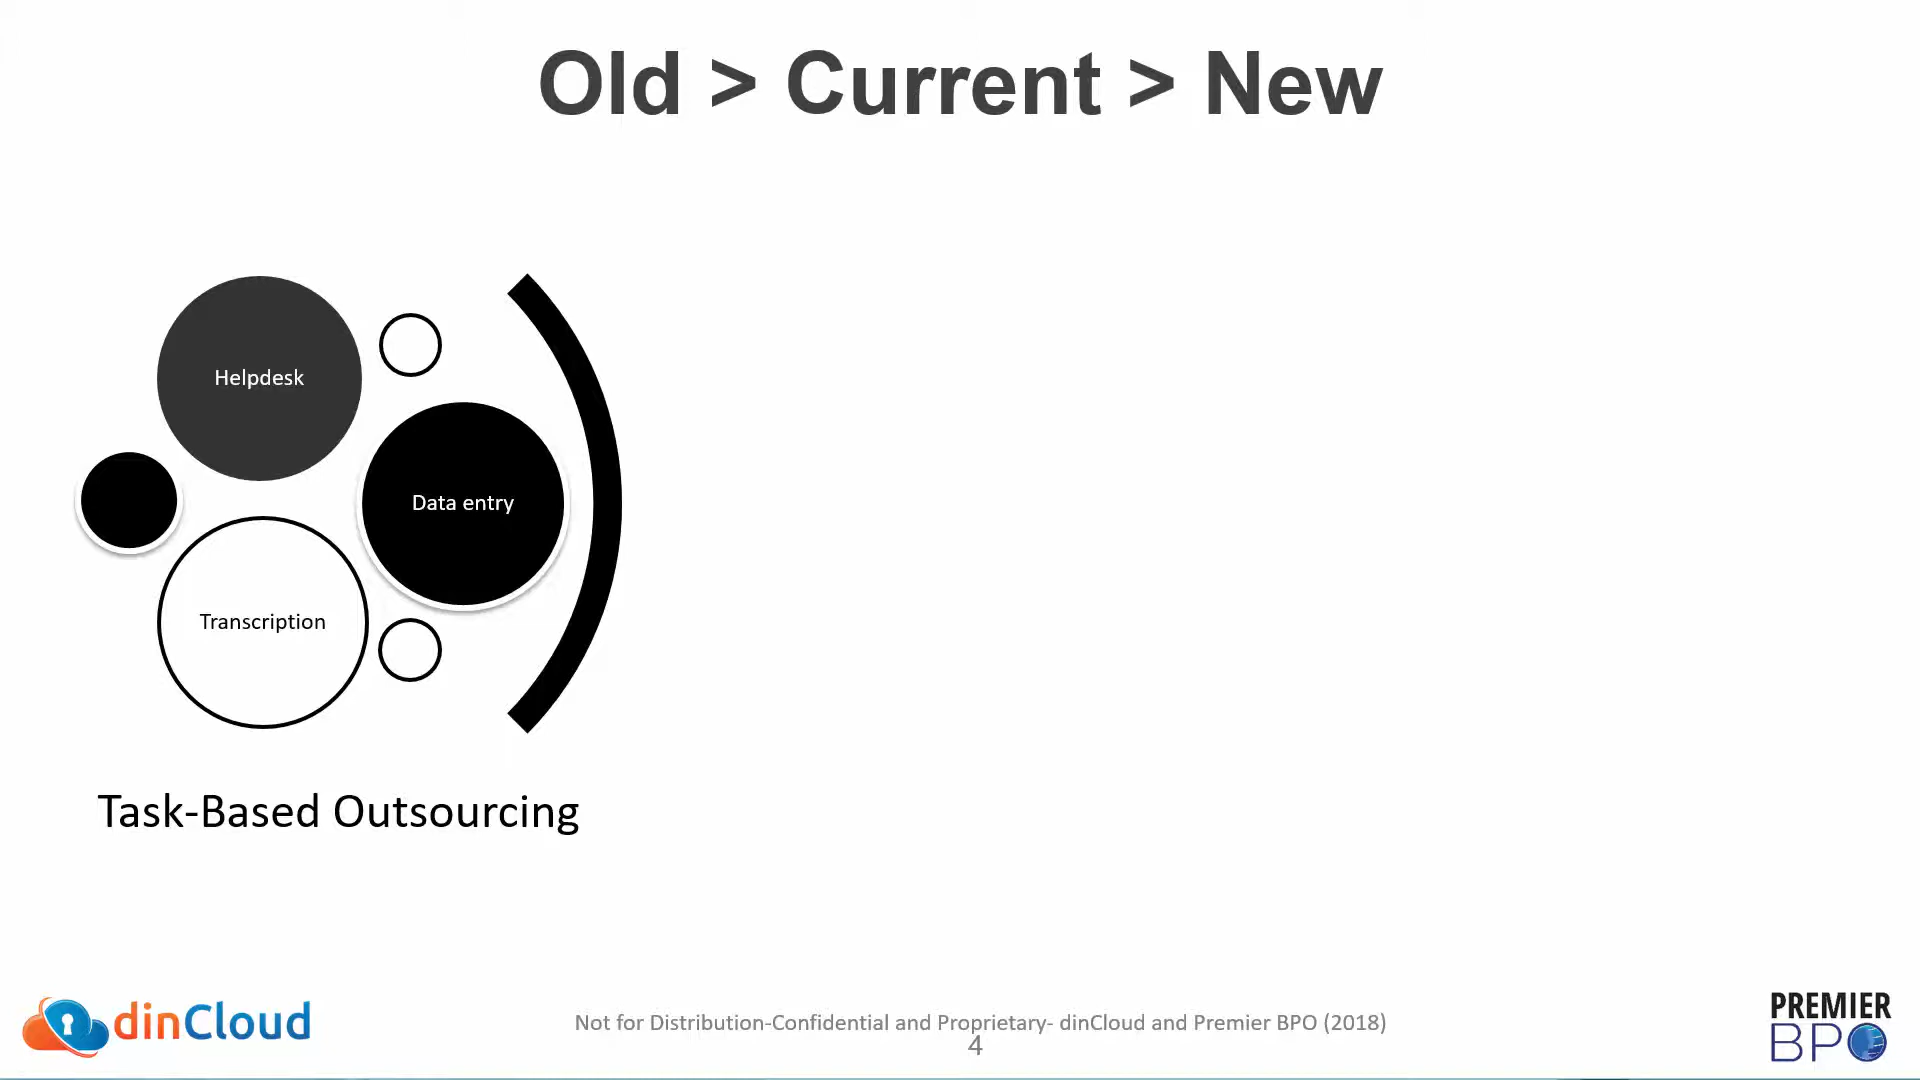 Old > Current > New
Helpdesk
Data entry
Transcription
Task-Based Outsourcing
dinCloud
Not for Distribution-Confidential and Proprietary- dinCloud and Premier BPO (2018)
4
PREMIER
BPO